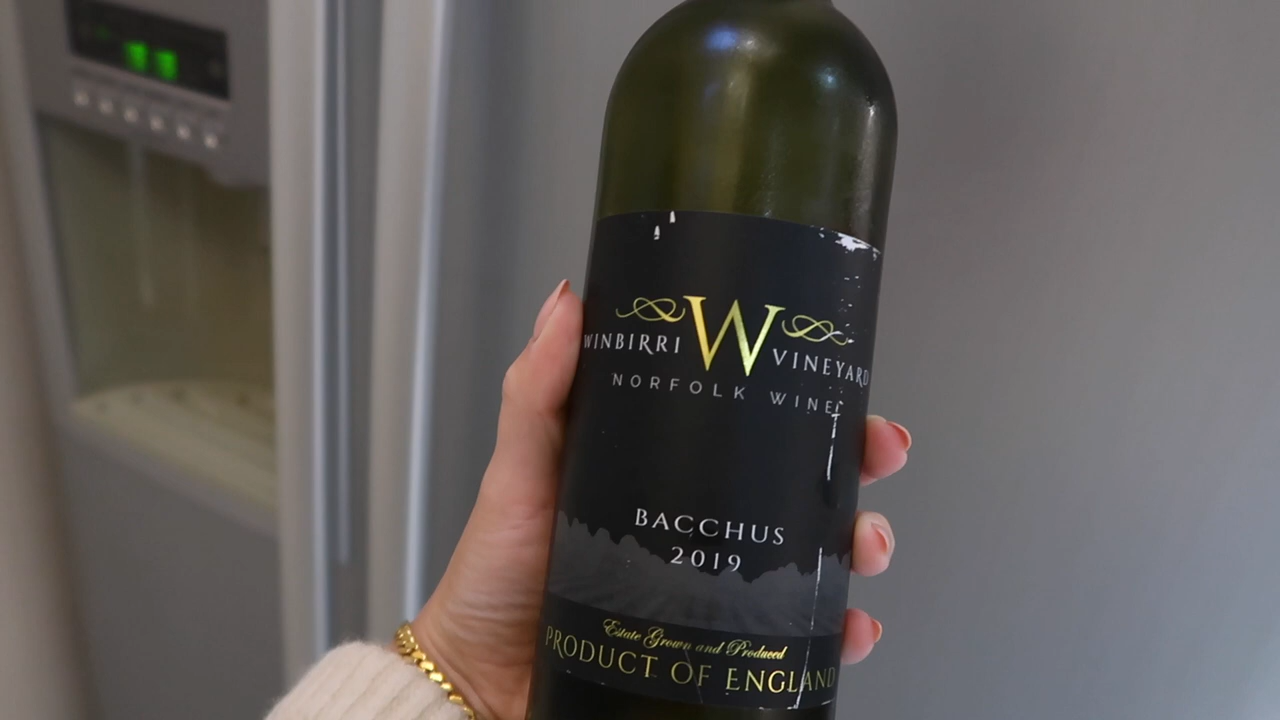 WINBIRRI W VINEYARD
NORFOLK WINE
BACCHUS
2019
Estate Grown and Produced
PRODUCT OF ENGLAND